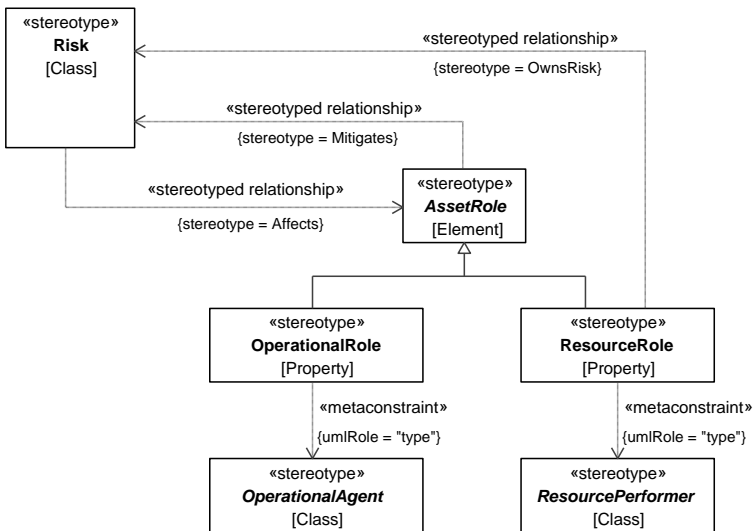 «stereotype»
Risk
[Class]
«stereotyped relationship»
{stereotype = OwnsRisk}
«stereotyped relationship»
{stereotype = Mitigates}
«stereotyped relationship»
{stereotype = Affects}
«stereotype»
AssetRole
[Element]
«stereotype»
OperationalRole
[Property]
«stereotype»
ResourceRole
[Property]
«metaconstraint»
{umlRole = "type"}
«metaconstraint»
{umlRole = "type"}
«stereotype»
OperationalAgent
[Class]
«stereotype»
ResourcePerformer
[Class]